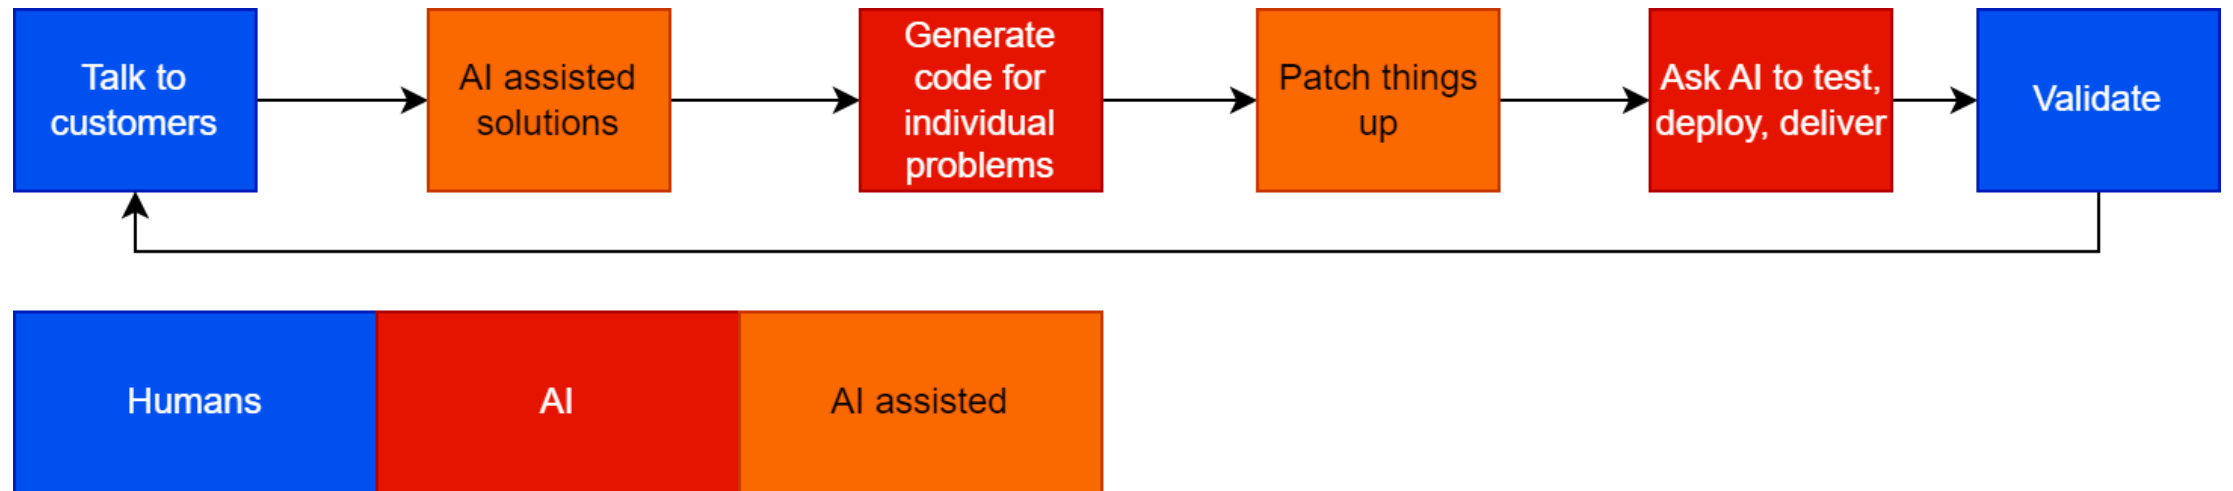 Talk to
customers
AI assisted
solutions
Generate
code for
individual
problems
Patch things
up
Ask AI to test,
deploy, deliver
Validate
Humans
AI
AI assisted